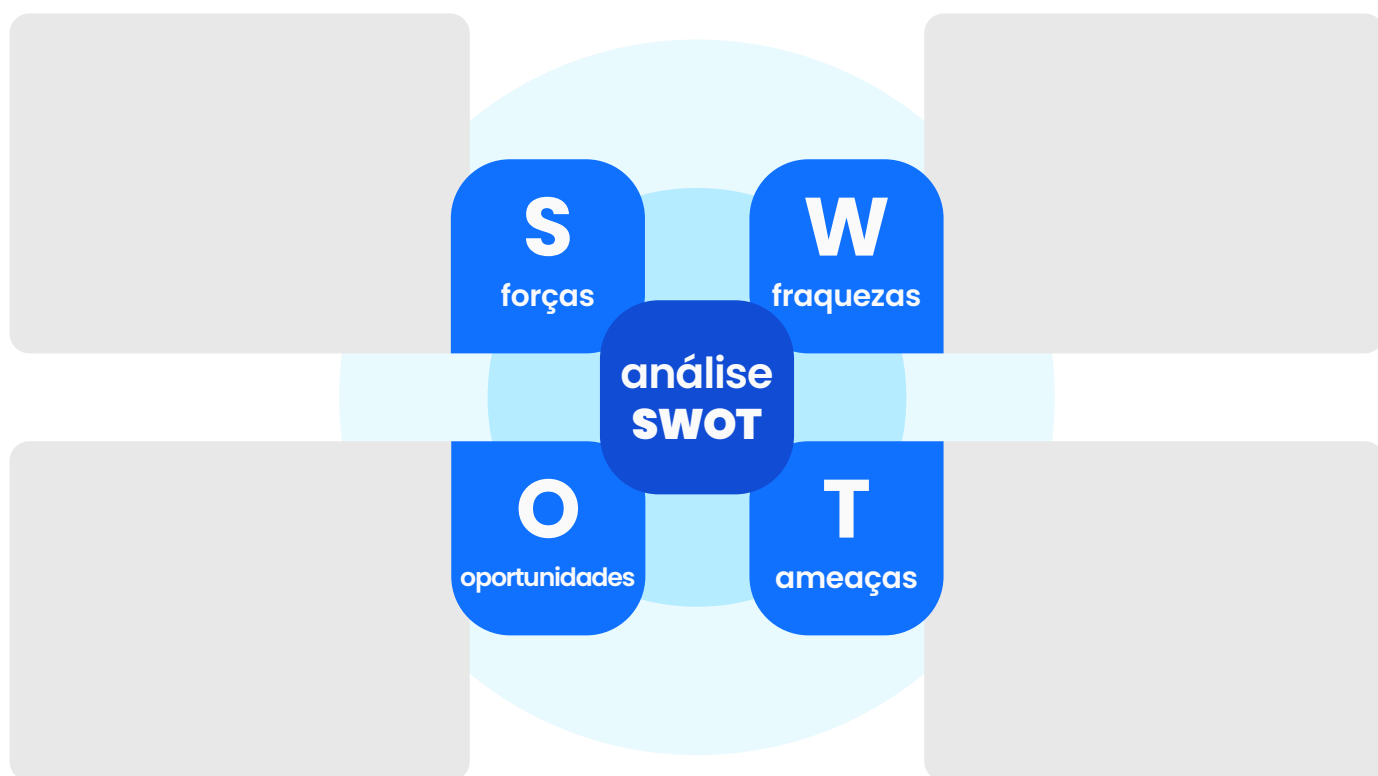 S
forças
W
fraquezas
análise
SWOT
O
oportunidades
T
ameaças